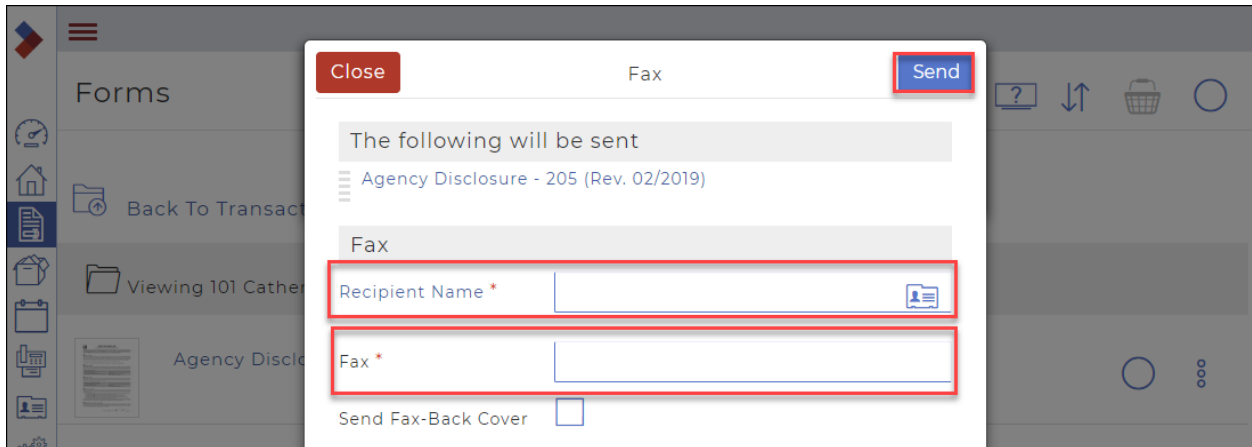 Close
Fax
Send
Forms
?
The following will be sent
Agency Disclosure - 205 (Rev. 02/2019)
Back To Transact
Fax
Viewing 101 Cather
Recipient Name *
Agency Disclo
Fax *
Send Fax-Back Cover